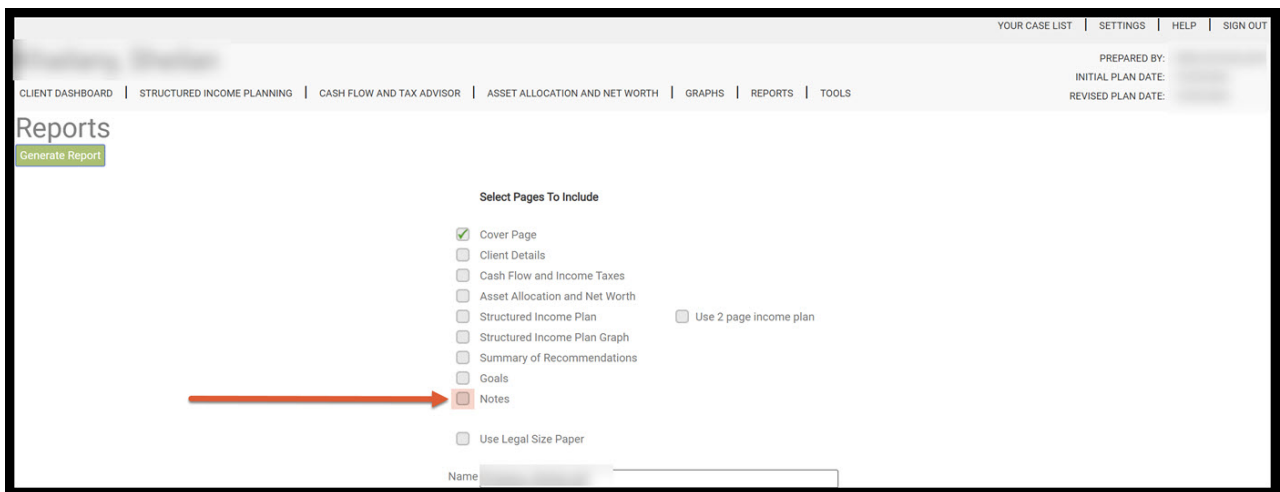 YOUR CASE LIST | SETTINGS | HELP | SIGN OUT
PREPARED BY:
INITIAL PLAN DATE:
REVISED PLAN DATE:
CLIENT DASHBOARD | STRUCTURED INCOME PLANNING | CASH FLOW AND TAX ADVISOR | ASSET ALLOCATION AND NET WORTH | GRAPHS | REPORTS | TOOLS
Reports
Generate Report
Select Pages To Include
Cover Page
Client Details
Cash Flow and Income Taxes
Asset Allocation and Net Worth
Structured Income Plan Use 2 page income plan
Structured Income Plan Graph
Summary of Recommendations
Goals
Notes
Use Legal Size Paper
Name